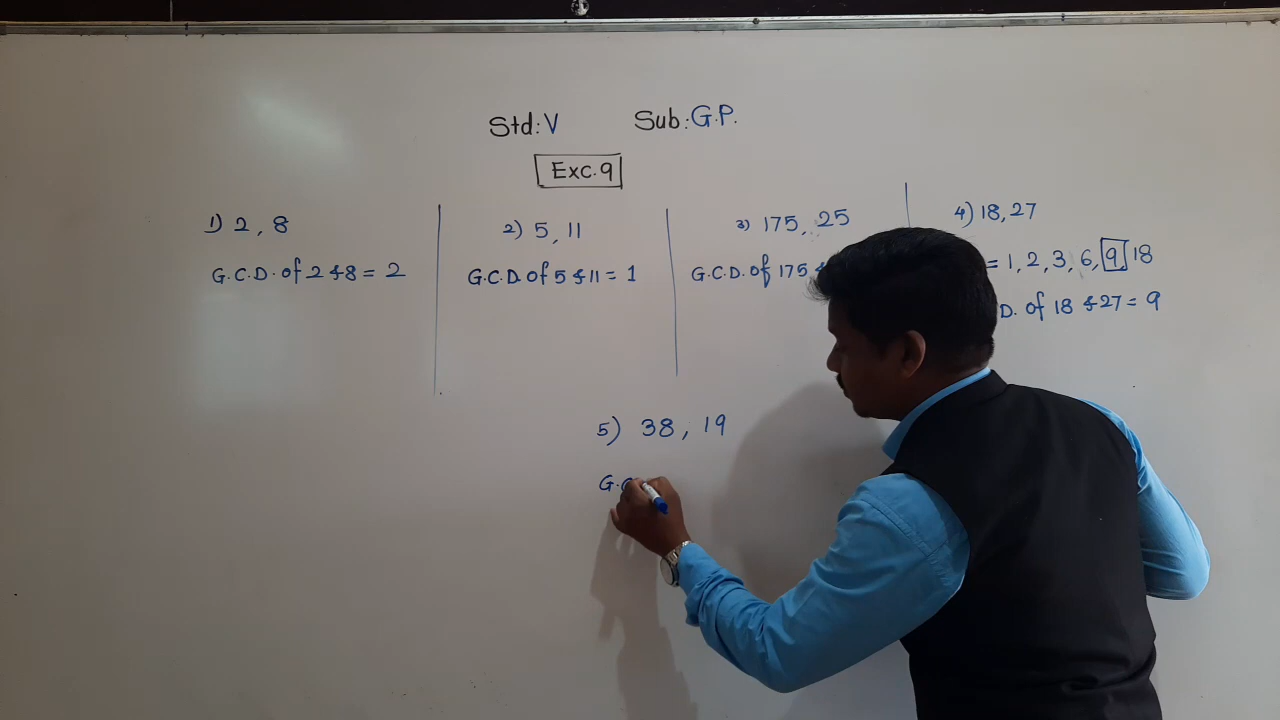 Std: V Sub: G.P.
Exc. 9
1) 2, 8
G.C.D. of 2 & 8 = 2
2) 5, 11
G.C.D. of 5 & 11 = 1
3) 175, 25
G.C.D. of 175 &
4) 18, 27
= 1, 2, 3, 6, 9, 18
D. of 18 & 27 = 9
5) 38, 19
G.C